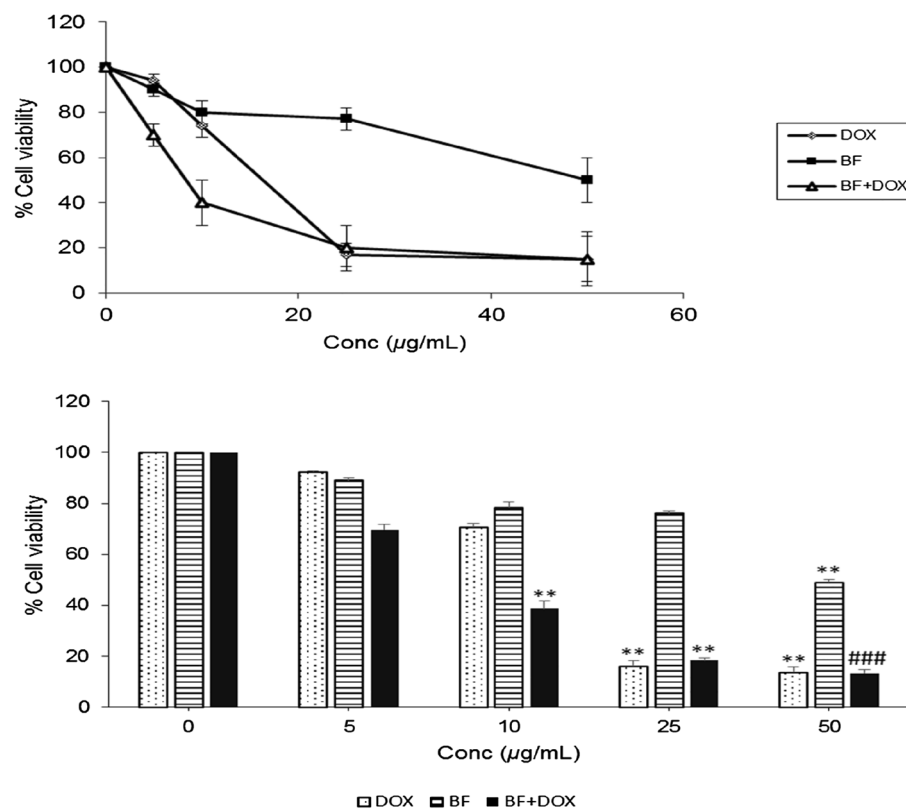 120
100
80
60
40
20
0
% Cell viability
0 20 40 60
Conc (µg/mL)
DOX
BF
BF+DOX
120
100
80
60
40
20
0
% Cell viability
**
** **
** ** ###
0 5 10 25 50
Conc (µg/mL)
DOX BF BF+DOX